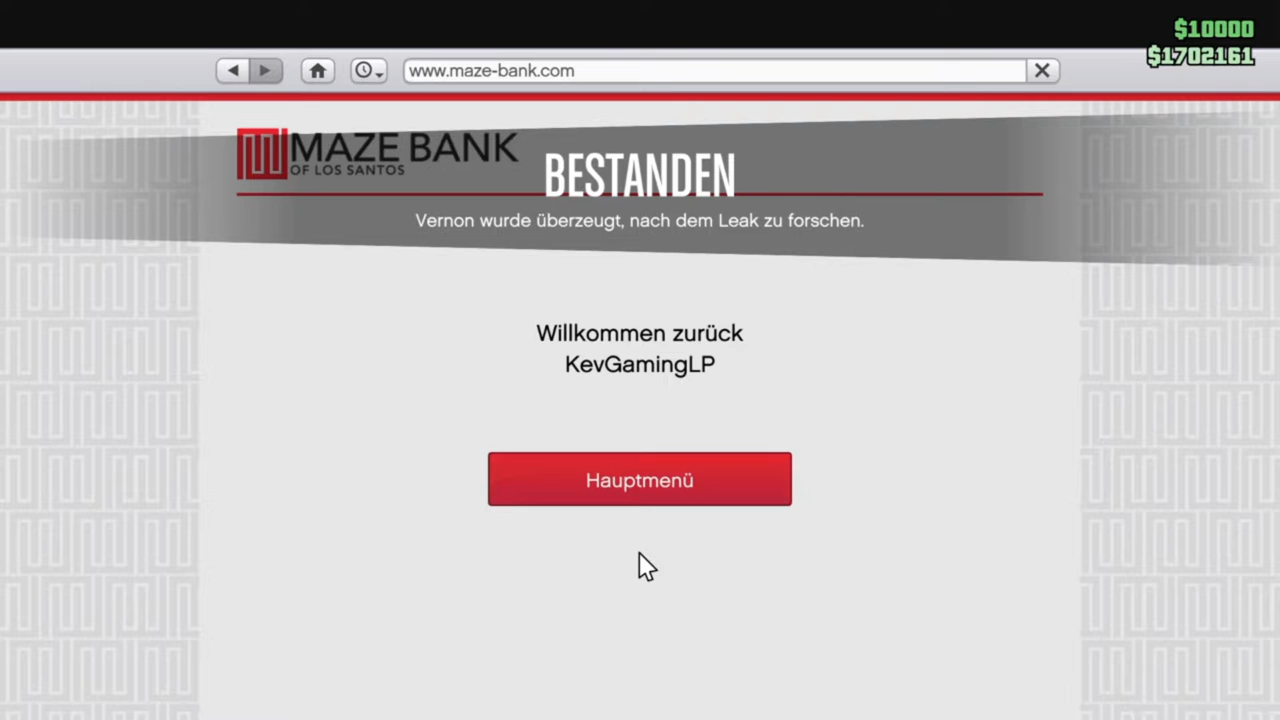 $10000
$1702161
www.maze-bank.com
MAZE BANK
OF LOS SANTOS
BESTANDEN
Vernon wurde überzeugt, nach dem Leak zu forschen.
Willkommen zurück
KevGamingLP
Hauptmenü